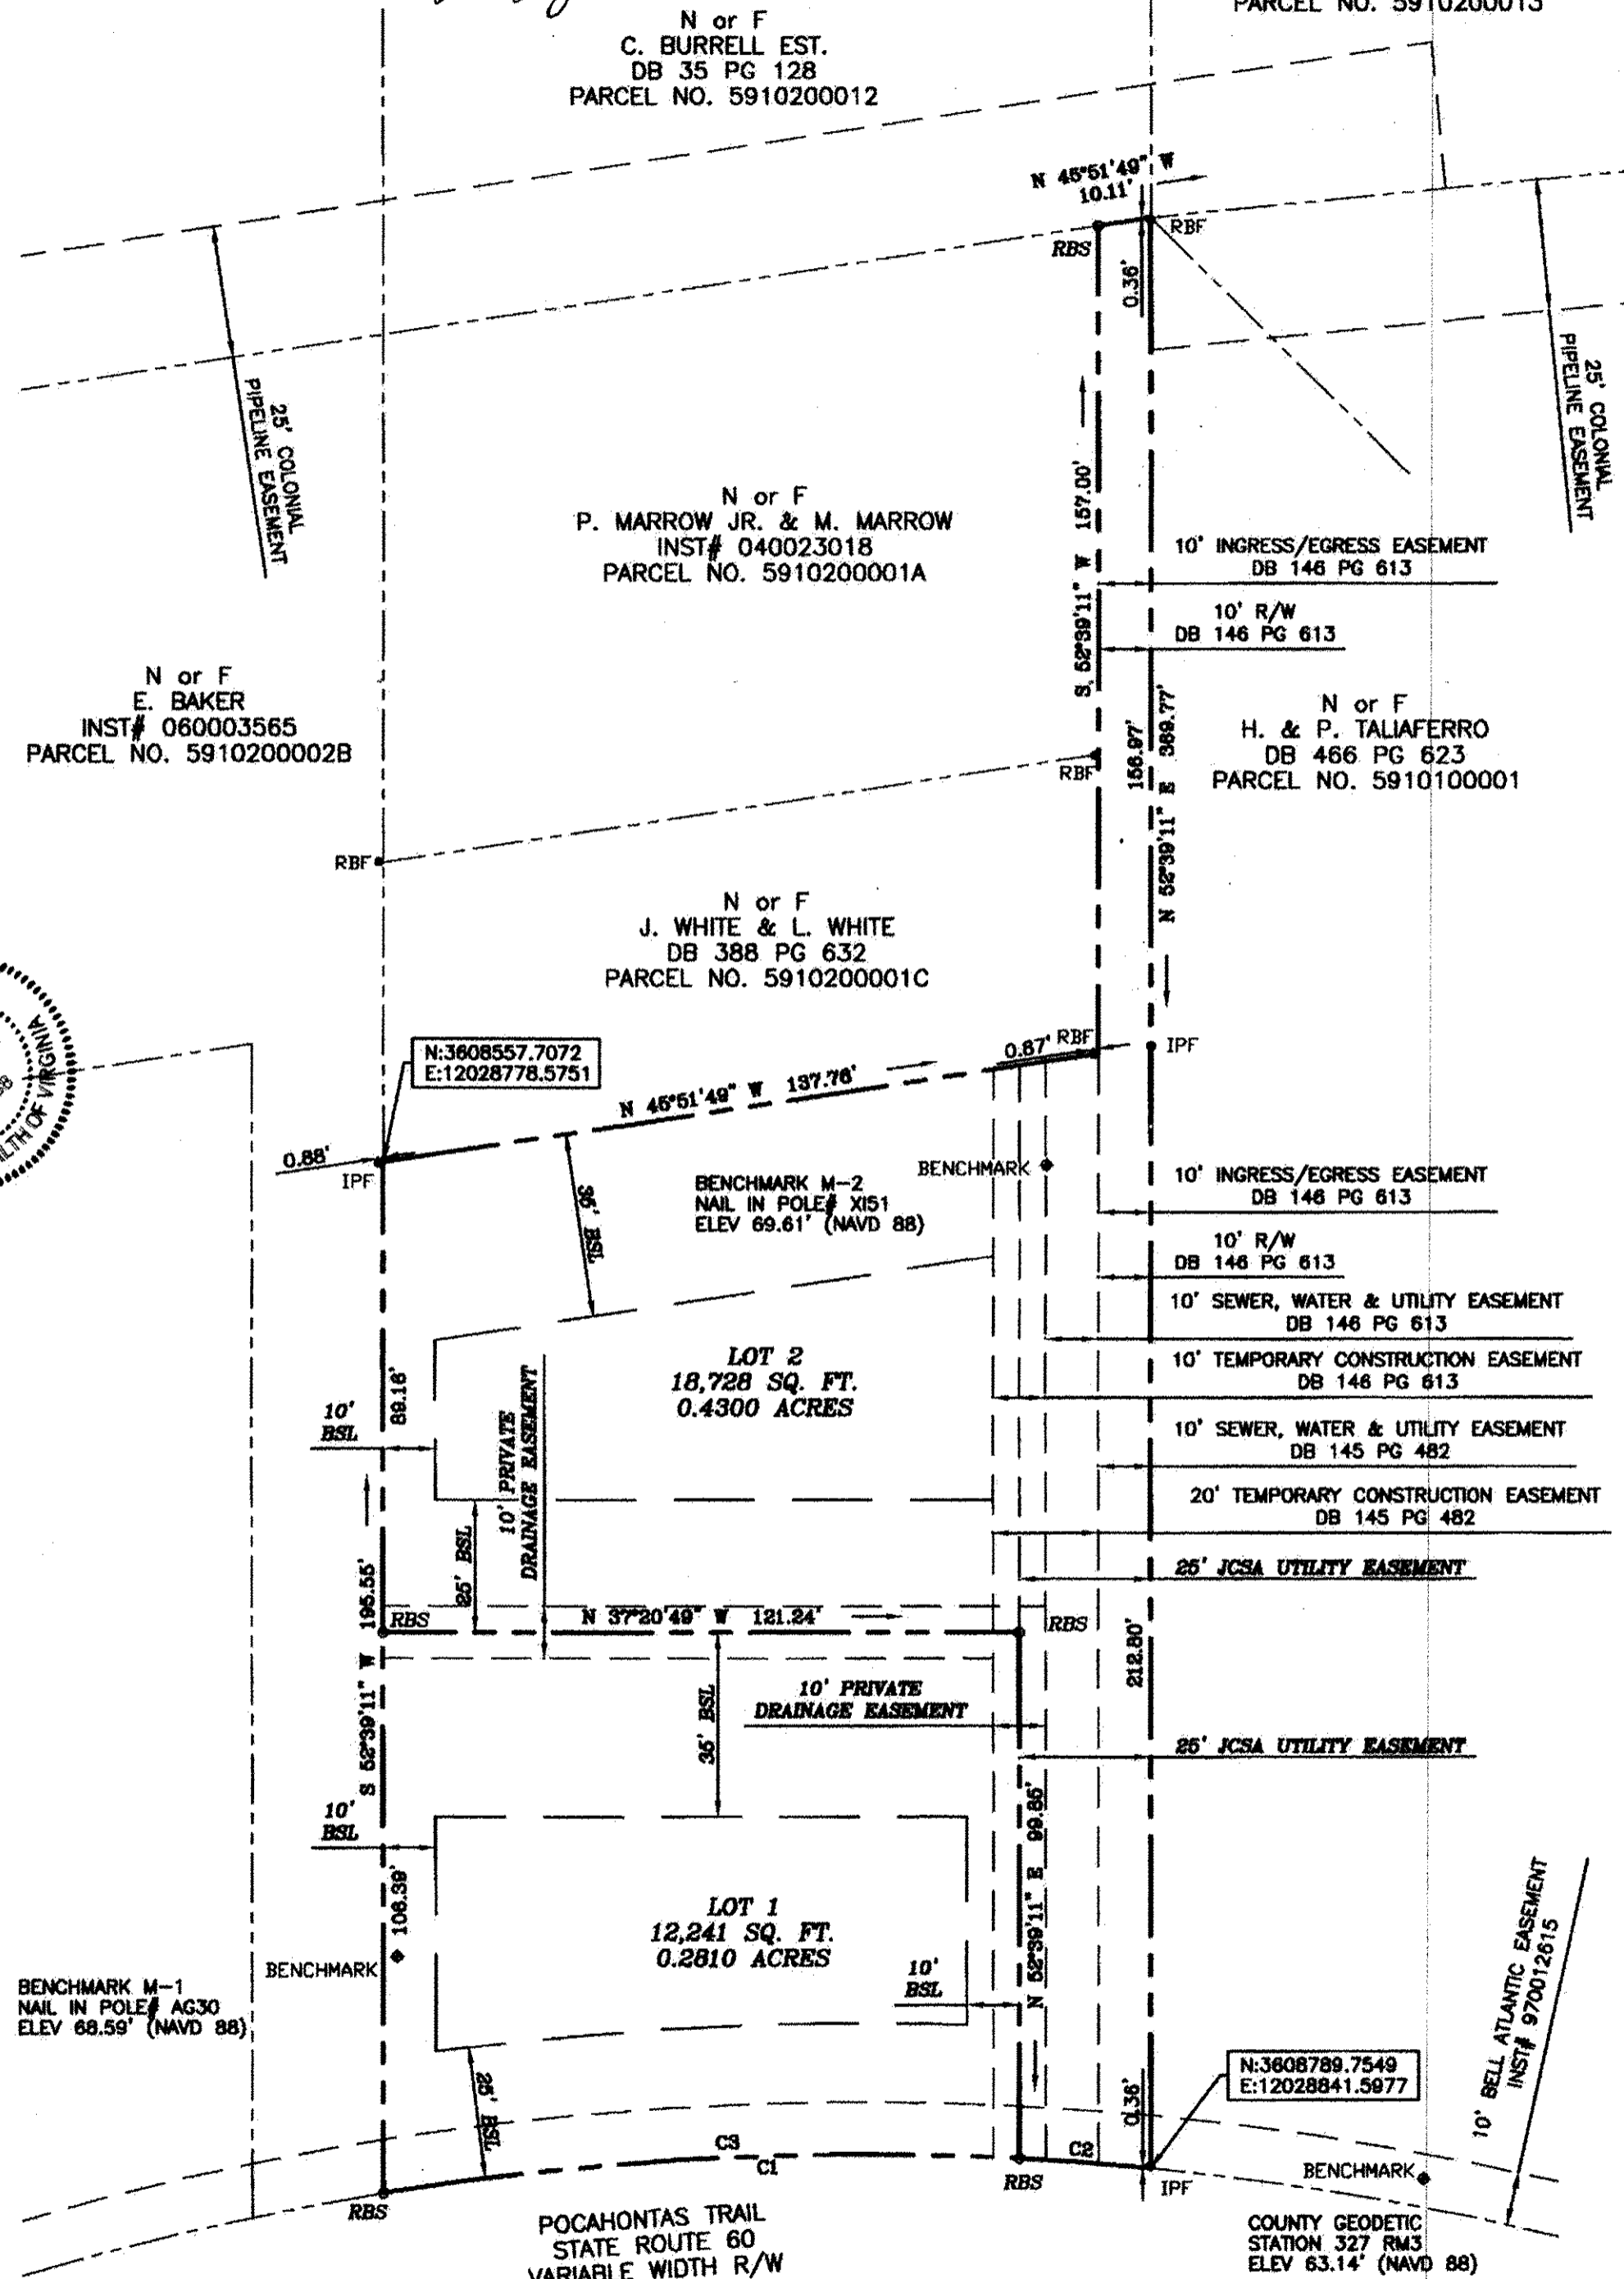 PARCEL NO. 5910200013
N or F
C. BURRELL EST.
DB 35 PG 128
PARCEL NO. 5910200012
N 45°51'49" W
10.11'
RBS
RBF
0.36'
25' COLONIAL
PIPELINE EASEMENT
25' COLONIAL
PIPELINE EASEMENT
N or F
P. MARROW JR. & M. MARROW
INST# 040023018
PARCEL NO. 5910200001A
S 52°39'11" W 157.00'
10' INGRESS/EGRESS EASEMENT
DB 146 PG 613
10' R/W
DB 146 PG 613
N or F
E. BAKER
INST# 060003565
PARCEL NO. 5910200002B
156.97'
N 52°39'11" E 369.77'
N or F
H. & P. TALIAFERRO
DB 466 PG 623
PARCEL NO. 5910100001
RBF
RBF
N or F
J. WHITE & L. WHITE
DB 388 PG 632
PARCEL NO. 5910200001C
LTH OF VIRGINIA
N:3608557.7072
E:12028778.5751
N 45°51'49" W 137.76'
0.67'
RBF
IPF
0.88'
IPF
35' BSL
BENCHMARK M-2
NAIL IN POLE# XI51
ELEV 69.61' (NAVD 88)
BENCHMARK
10' INGRESS/EGRESS EASEMENT
DB 146 PG 613
10' R/W
DB 146 PG 613
10' SEWER, WATER & UTILITY EASEMENT
DB 146 PG 613
10' TEMPORARY CONSTRUCTION EASEMENT
DB 146 PG 613
10' SEWER, WATER & UTILITY EASEMENT
DB 145 PG 482
20' TEMPORARY CONSTRUCTION EASEMENT
DB 145 PG 482
25' JCSA UTILITY EASEMENT
LOT 2
18,728 SQ. FT.
0.4300 ACRES
89.16'
10'
BSL
10' PRIVATE
DRAINAGE EASEMENT
25' BSL
S 52°39'11" W 195.55'
RBS
N 37°20'49" W 121.24'
RBS
212.80'
35' BSL
10' PRIVATE
DRAINAGE EASEMENT
25' JCSA UTILITY EASEMENT
10'
BSL
N 52°39'11" E 99.85'
106.39'
LOT 1
12,241 SQ. FT.
0.2810 ACRES
BENCHMARK
10'
BSL
BENCHMARK M-1
NAIL IN POLE# AG30
ELEV 68.59' (NAVD 88)
25' BSL
10' BELL ATLANTIC EASEMENT
INST# 970012615
N:3608789.7549
E:12028841.5977
0.36'
C3
C1
C2
RBS
RBS
IPF
BENCHMARK
POCAHONTAS TRAIL
STATE ROUTE 60
VARIABLE WIDTH R/W
COUNTY GEODETIC
STATION 327 RM3
ELEV 63.14' (NAVD 88)